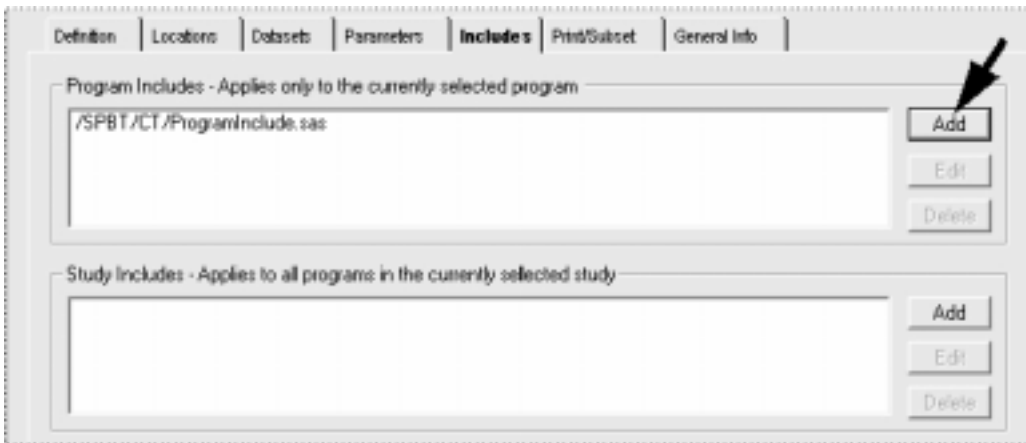 Definition Locations Datasets Parameters Includes Print/Subset General Info
Program Includes - Applies only to the currently selected program
/SPBT/CT/ProgramInclude.sas
Add
Edit
Delete
Study Includes - Applies to all programs in the currently selected study
Add
Edit
Delete